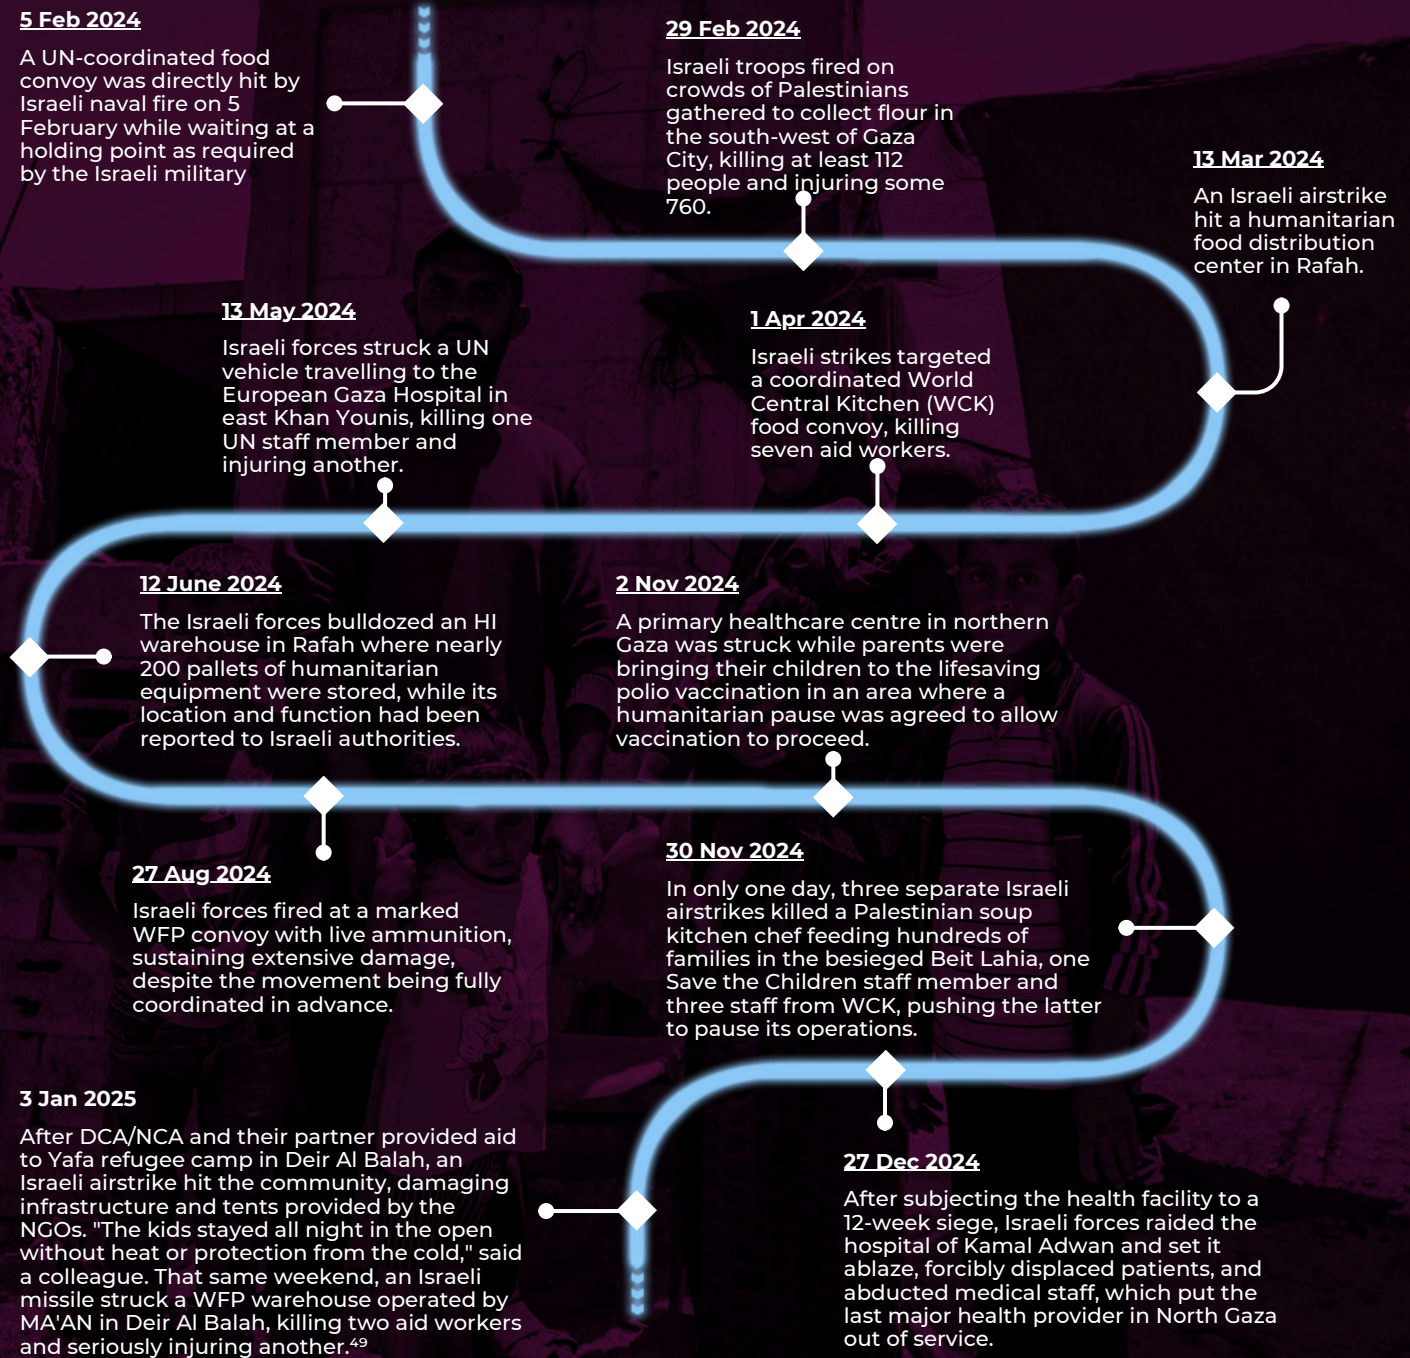 5 Feb 2024
A UN-coordinated food
convoy was directly hit by
Israeli naval fire on 5
February while waiting at a
holding point as required
by the Israeli military
29 Feb 2024
Israeli troops fired on
crowds of Palestinians
gathered to collect flour in
the south-west of Gaza
City, killing at least 112
people and injuring some
760.
13 Mar 2024
An Israeli airstrike
hit a humanitarian
food distribution
center in Rafah.
1 Apr 2024
Israeli strikes targeted
a coordinated World
Central Kitchen (WCK)
food convoy, killing
seven aid workers.
13 May 2024
Israeli forces struck a UN
vehicle travelling to the
European Gaza Hospital in
east Khan Younis, killing one
UN staff member and
injuring another.
12 June 2024
The Israeli forces bulldozed an HI
warehouse in Rafah where nearly
200 pallets of humanitarian
equipment were stored, while its
location and function had been
reported to Israeli authorities.
27 Aug 2024
Israeli forces fired at a marked
WFP convoy with live ammunition,
sustaining extensive damage,
despite the movement being fully
coordinated in advance.
2 Nov 2024
A primary healthcare centre in northern
Gaza was struck while parents were
bringing their children to the lifesaving
polio vaccination in an area where a
humanitarian pause was agreed to allow
vaccination to proceed.
30 Nov 2024
In only one day, three separate Israeli
airstrikes killed a Palestinian soup
kitchen chef feeding hundreds of
families in the besieged Beit Lahia, one
Save the Children staff member and
three staff from WCK, pushing the latter
to pause its operations.
27 Dec 2024
After subjecting the health facility to a
12-week siege, Israeli forces raided the
hospital of Kamal Adwan and set it
ablaze, forcibly displaced patients, and
abducted medical staff, which put the
last major health provider in North Gaza
out of service.
3 Jan 2025
After DCA/NCA and their partner provided aid
to Yafa refugee camp in Deir Al Balah, an
Israeli airstrike hit the community, damaging
infrastructure and tents provided by the
NGOs. "The kids stayed all night in the open
without heat or protection from the cold," said
a colleague. That same weekend, an Israeli
missile struck a WFP warehouse operated by
MA'AN in Deir Al Balah, killing two aid workers
and seriously injuring another.⁴⁹